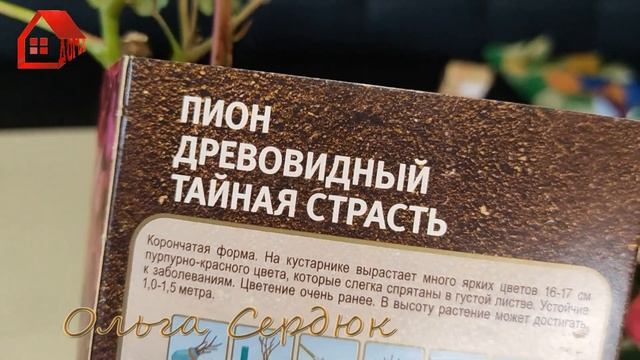 ДОМ
ПИОН
ДРЕВОВИДНЫЙ
ТАЙНАЯ СТРАСТЬ
Корончатая форма. На кустарнике вырастает много ярких цветов 16-17 см
пурпурно-красного цвета, которые слегка спрятаны в густой листве. Устойчив
к заболеваниям. Цветение очень ранее. В высоту растение может достигать
1,0-1,5 метра.
Ольга Сердюк